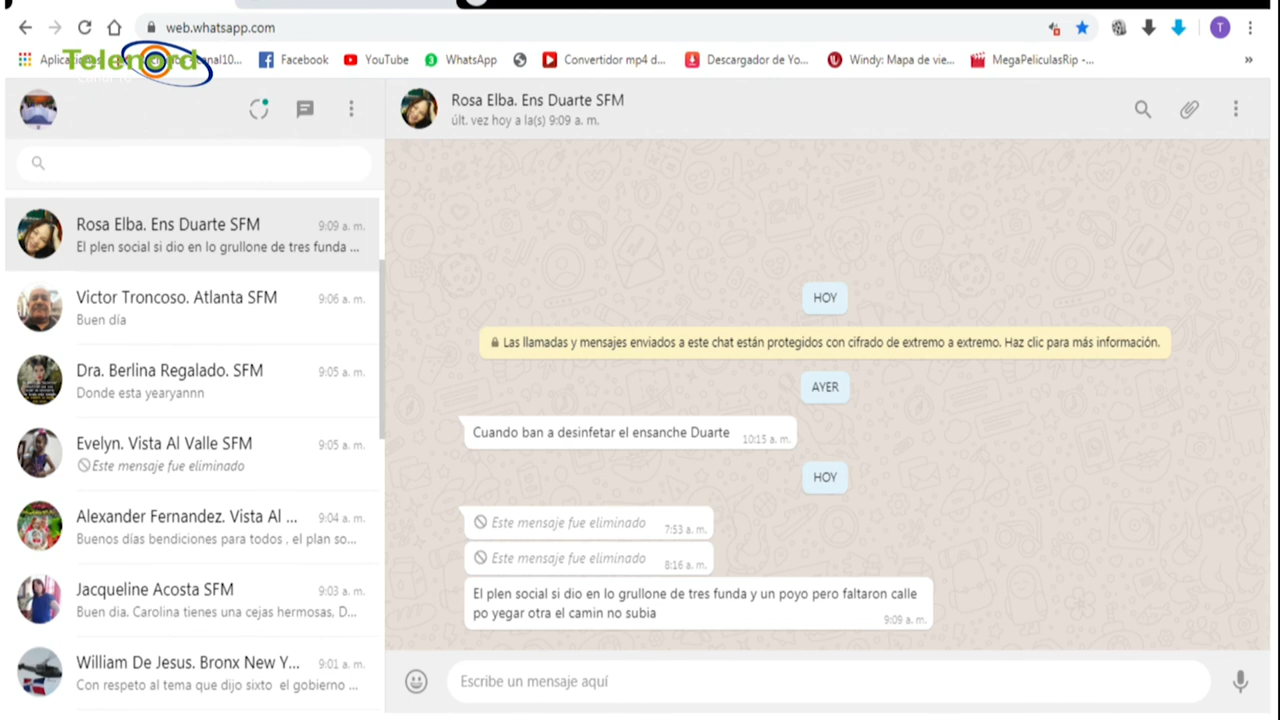 web.whatsapp.com
T
Telenord
Canal 10
Facebook
YouTube
WhatsApp
Convertidor mp4 d...
Descargador de Yo...
Windy: Mapa de vie...
MegaPeliculasRip -...
»
Rosa Elba. Ens Duarte SFM
últ. vez hoy a la(s) 9:09 a. m.
Rosa Elba. Ens Duarte SFM 9:09 a. m.
El plen social si dio en lo grullone de tres funda ...
Victor Troncoso. Atlanta SFM 9:06 a. m.
Buen día
Dra. Berlina Regalado. SFM 9:05 a. m.
Donde esta yearyannn
Evelyn. Vista Al Valle SFM 9:05 a. m.
Este mensaje fue eliminado
Alexander Fernandez. Vista Al ... 9:04 a. m.
Buenos días bendiciones para todos , el plan so...
Jacqueline Acosta SFM 9:03 a. m.
Buen dia. Carolina tienes una cejas hermosas, D...
William De Jesus. Bronx New Y... 9:01 a. m.
Con respeto al tema que dijo sixto el gobierno ...
HOY
Las llamadas y mensajes enviados a este chat están protegidos con cifrado de extremo a extremo. Haz clic para más información.
AYER
Cuando ban a desinfetar el ensanche Duarte 10:15 a. m.
HOY
Este mensaje fue eliminado 7:53 a. m.
Este mensaje fue eliminado 8:16 a. m.
El plen social si dio en lo grullone de tres funda y un poyo pero faltaron calle
po yegar otra el camin no subia
9:09 a. m.
Escribe un mensaje aquí